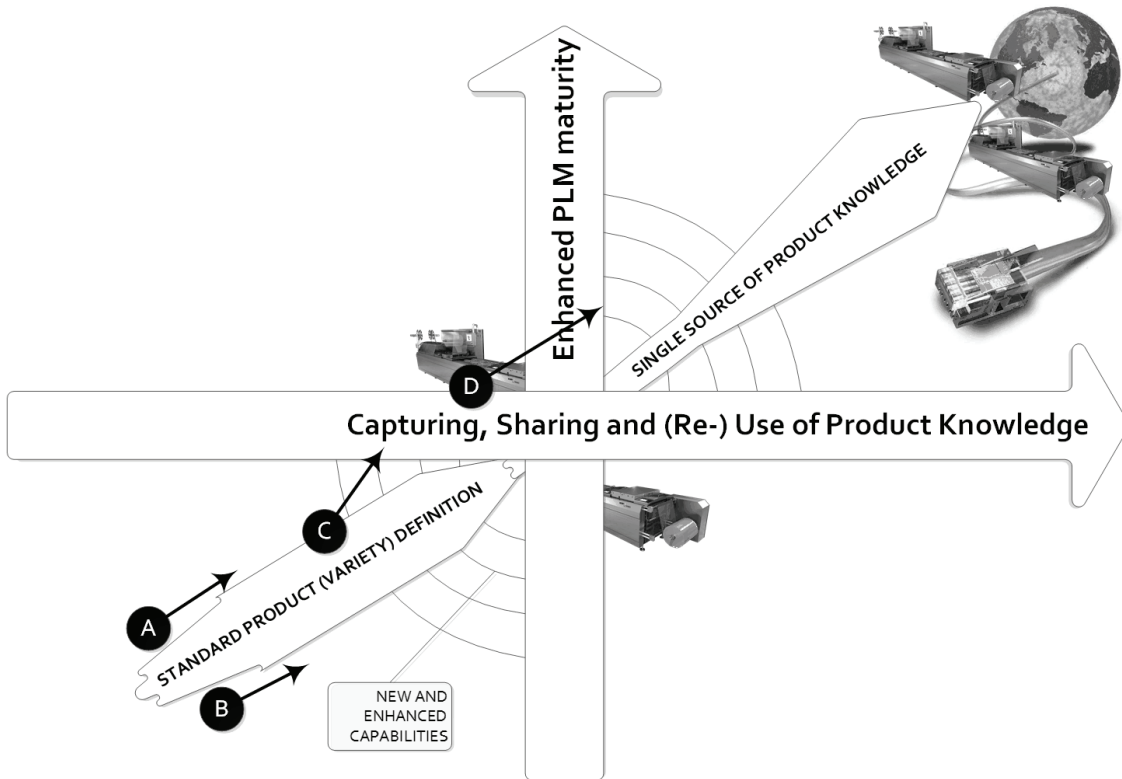 Enhanced PLM maturity
SINGLE SOURCE OF PRODUCT KNOWLEDGE
D
Capturing, Sharing and (Re-) Use of Product Knowledge
C
STANDARD PRODUCT (VARIETY) DEFINITION
A
B
NEW AND
ENHANCED
CAPABILITIES